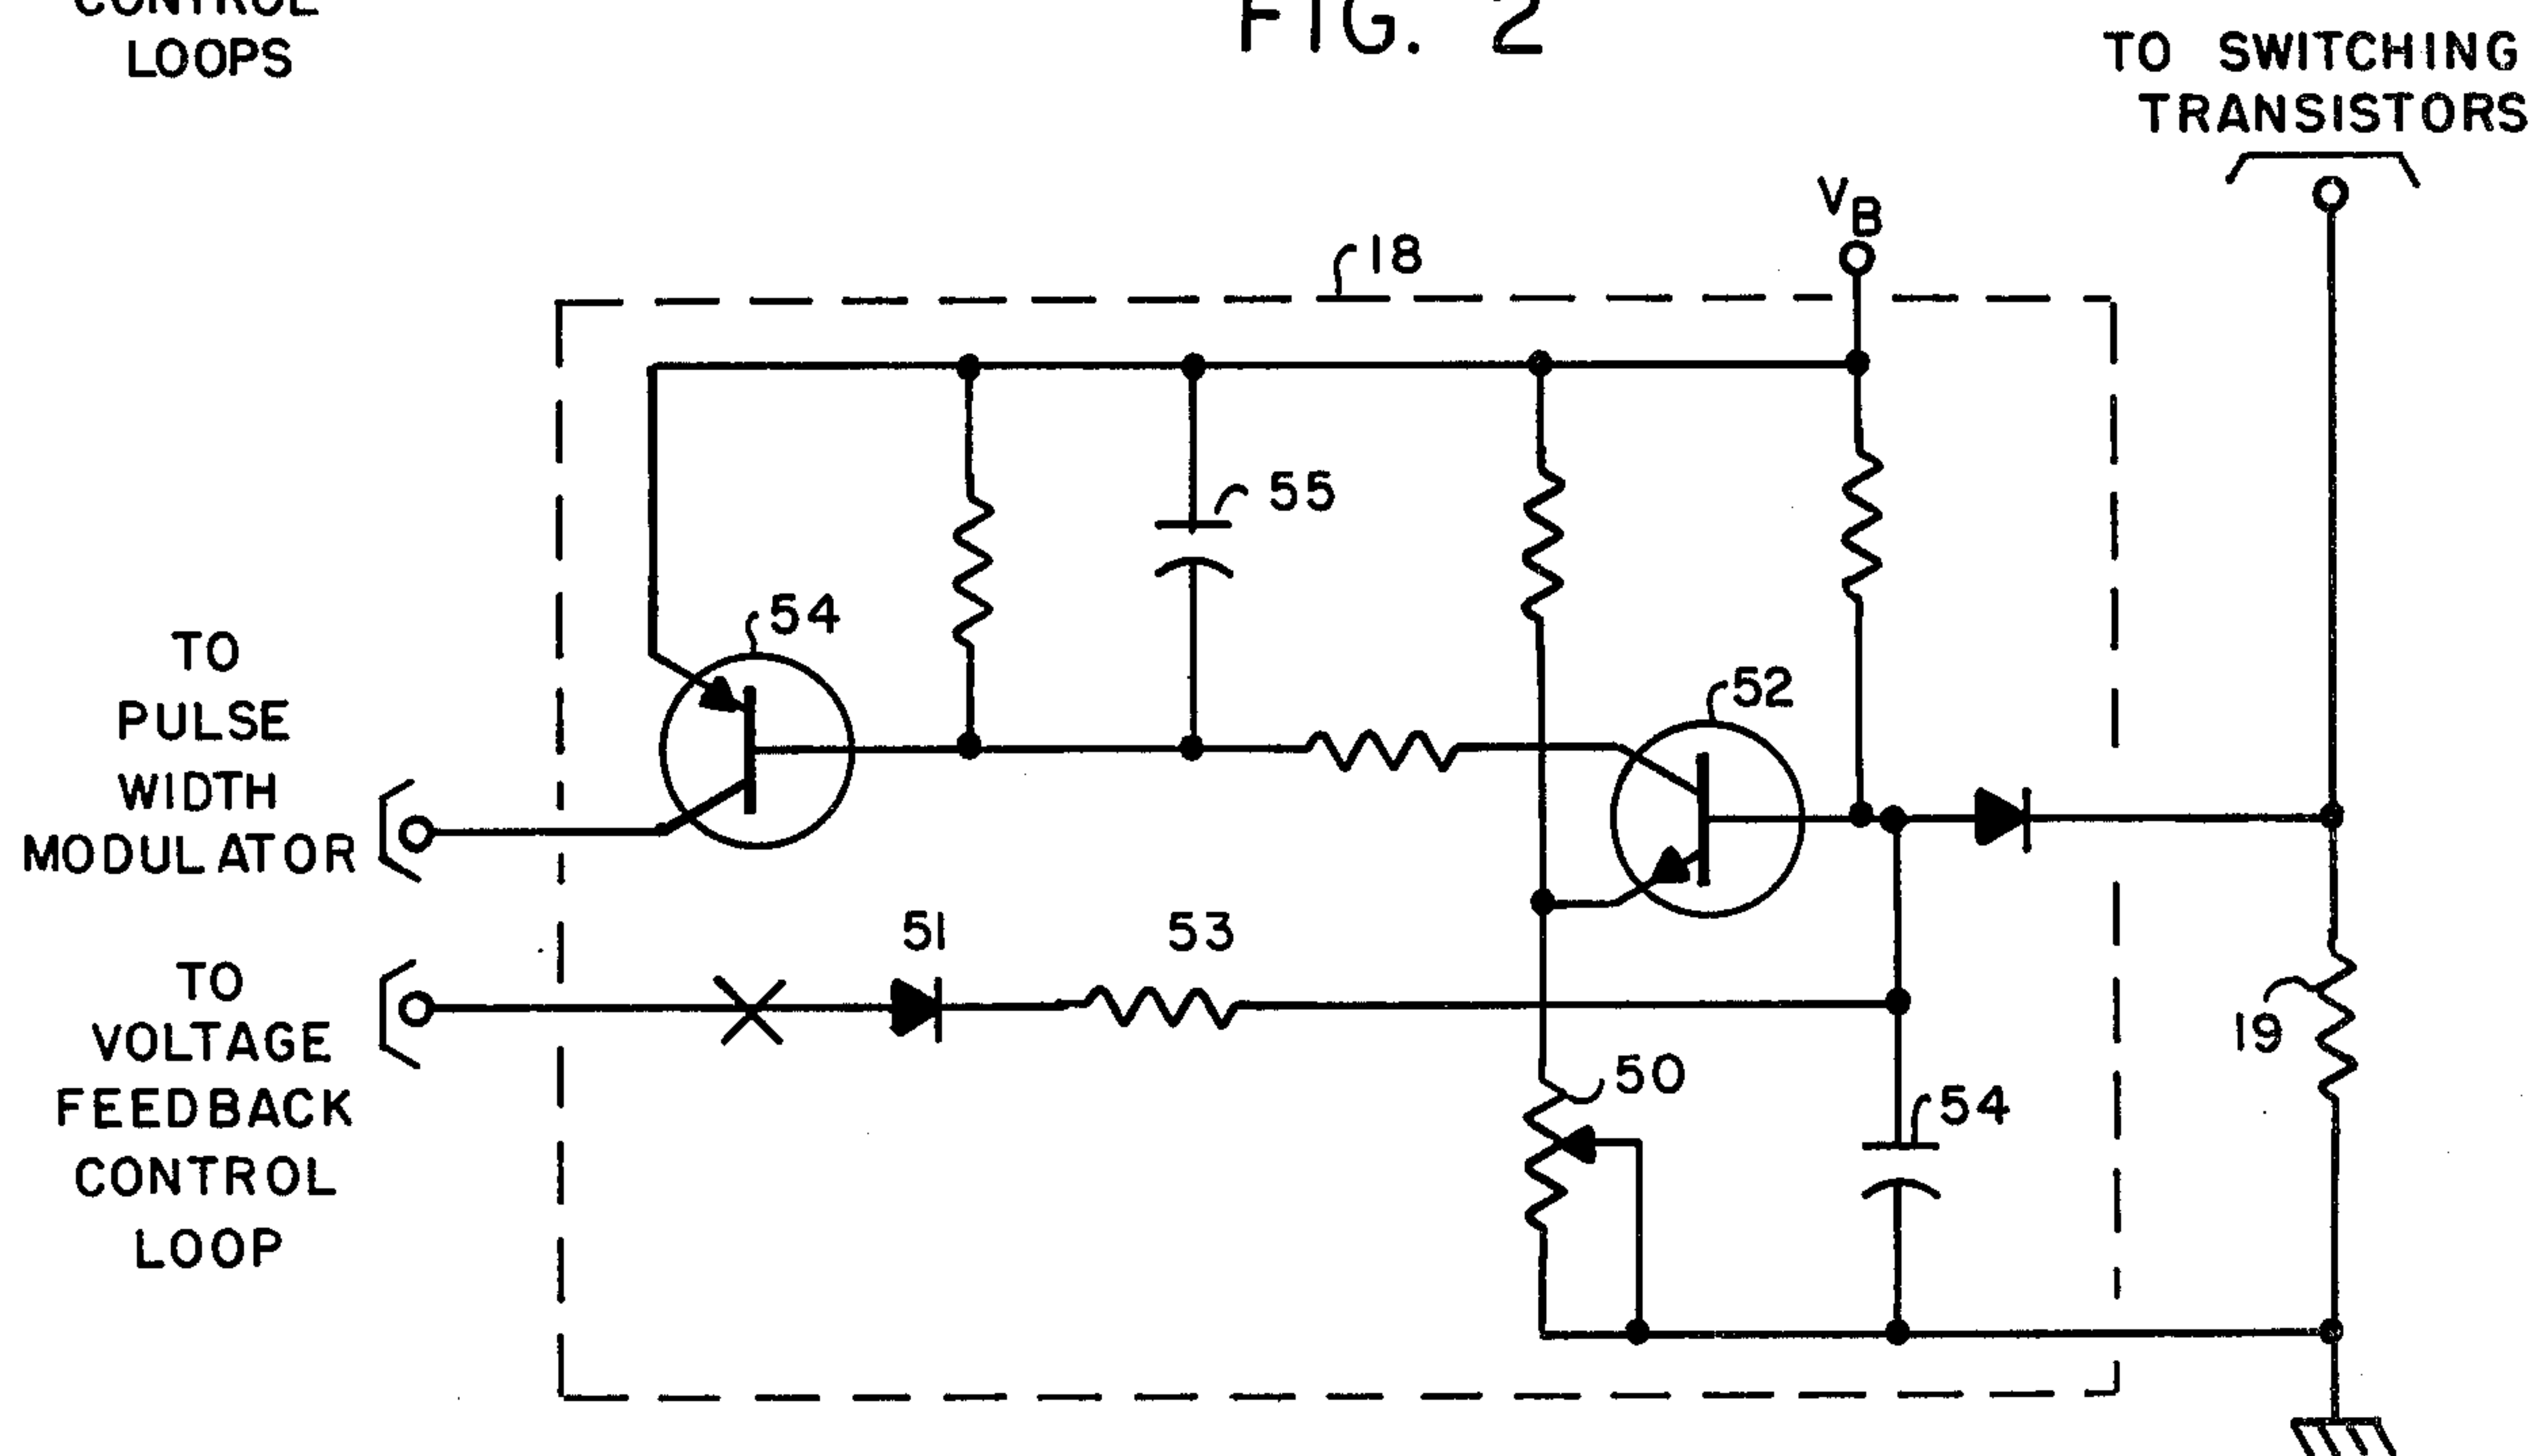 CONTROL
LOOPS
FIG. 2
TO SWITCHING
TRANSISTORS
VB
18
55
54
52
TO
PULSE
WIDTH
MODULATOR
51
53
TO
VOLTAGE
FEEDBACK
CONTROL
LOOP
50
54
19